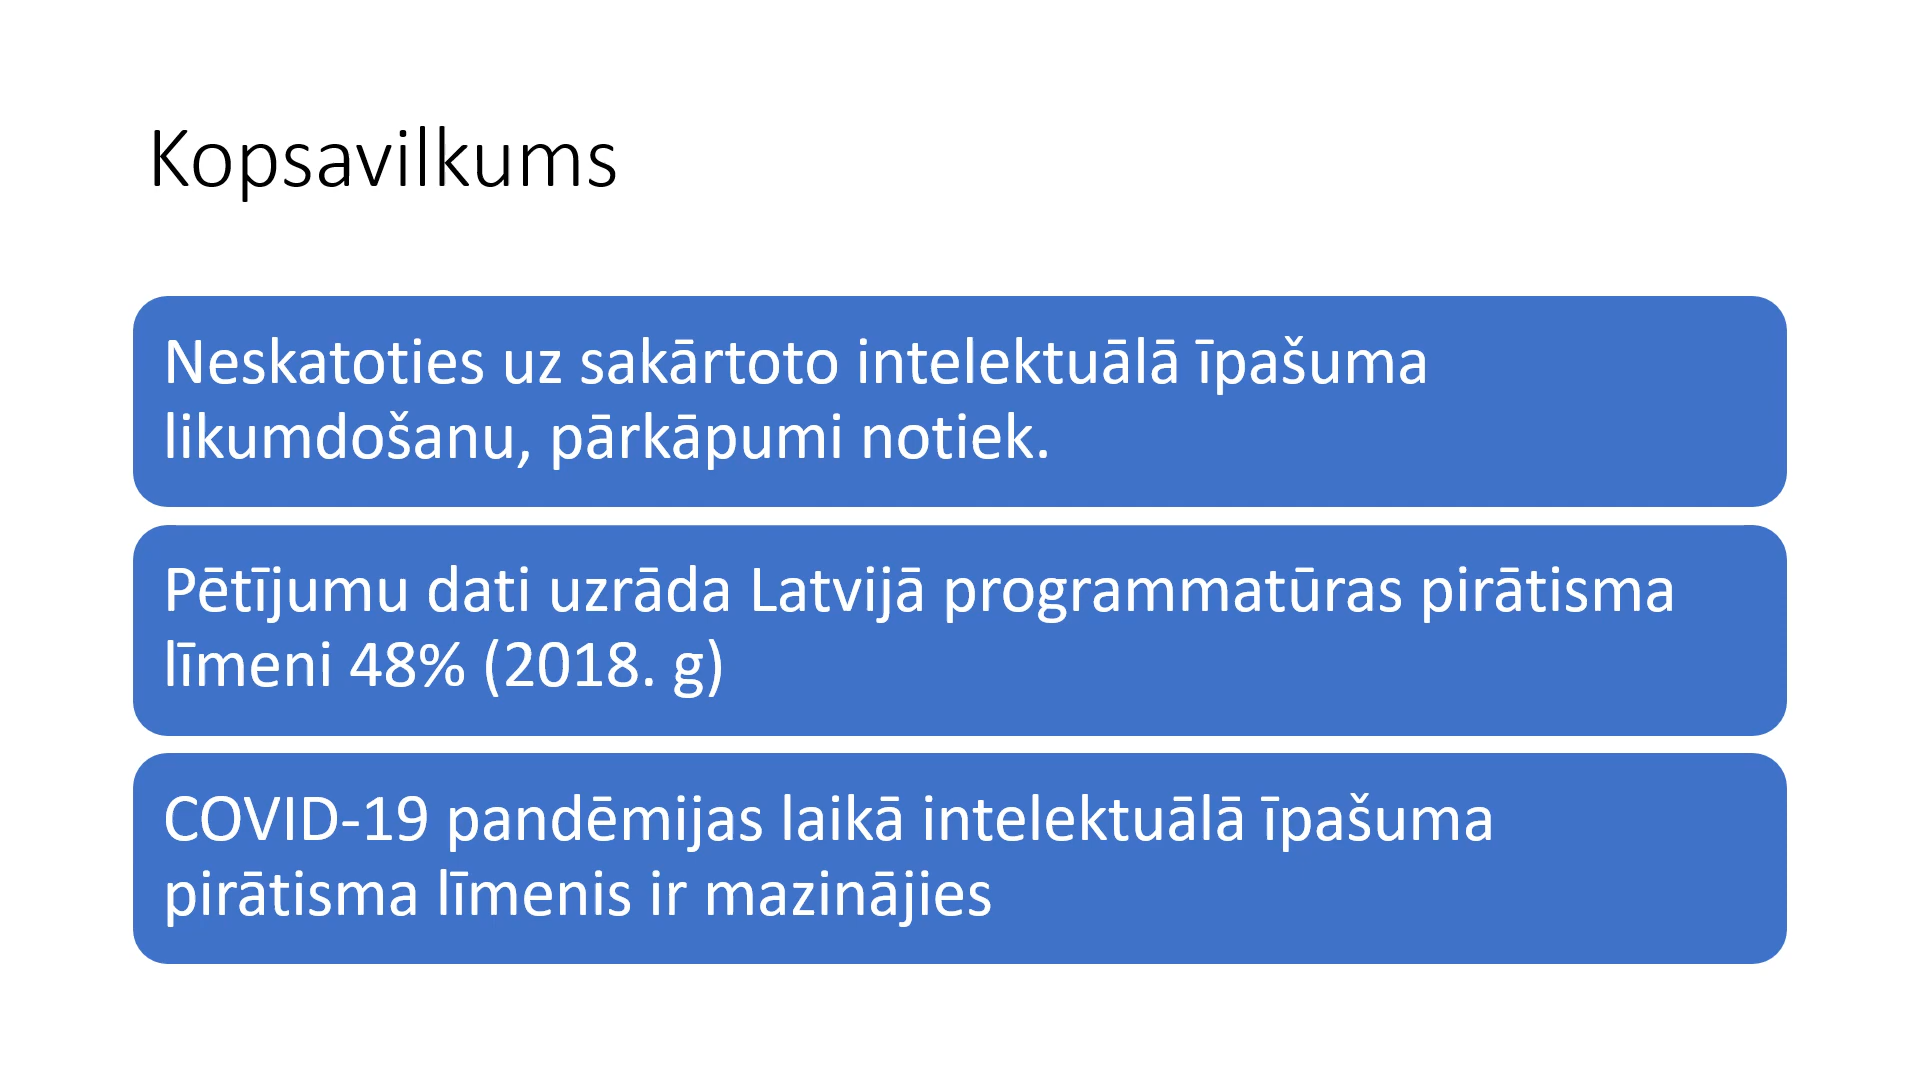 Kopsavilkums
Neskatoties uz sakārtoto intelektuālā īpašuma
likumdošanu, pārkāpumi notiek.
Pētījumu dati uzrāda Latvijā programmatūras pirātisma
līmeni 48% (2018. g)
COVID-19 pandēmijas laikā intelektuālā īpašuma
pirātisma līmenis ir mazinājies